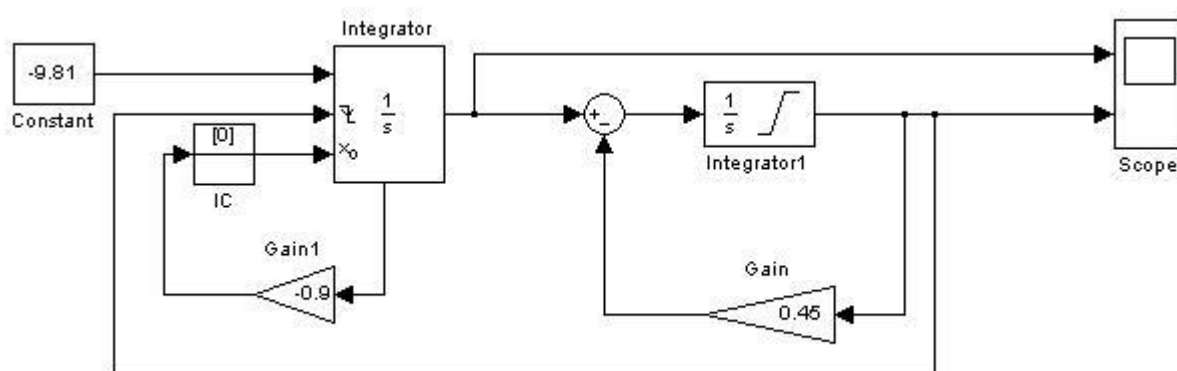 Integrator
-9.81
Constant
1
s
x0
[0]
IC
Gain1
-0.9
+
-
1
s
Integrator1
Scope
Gain
0.45